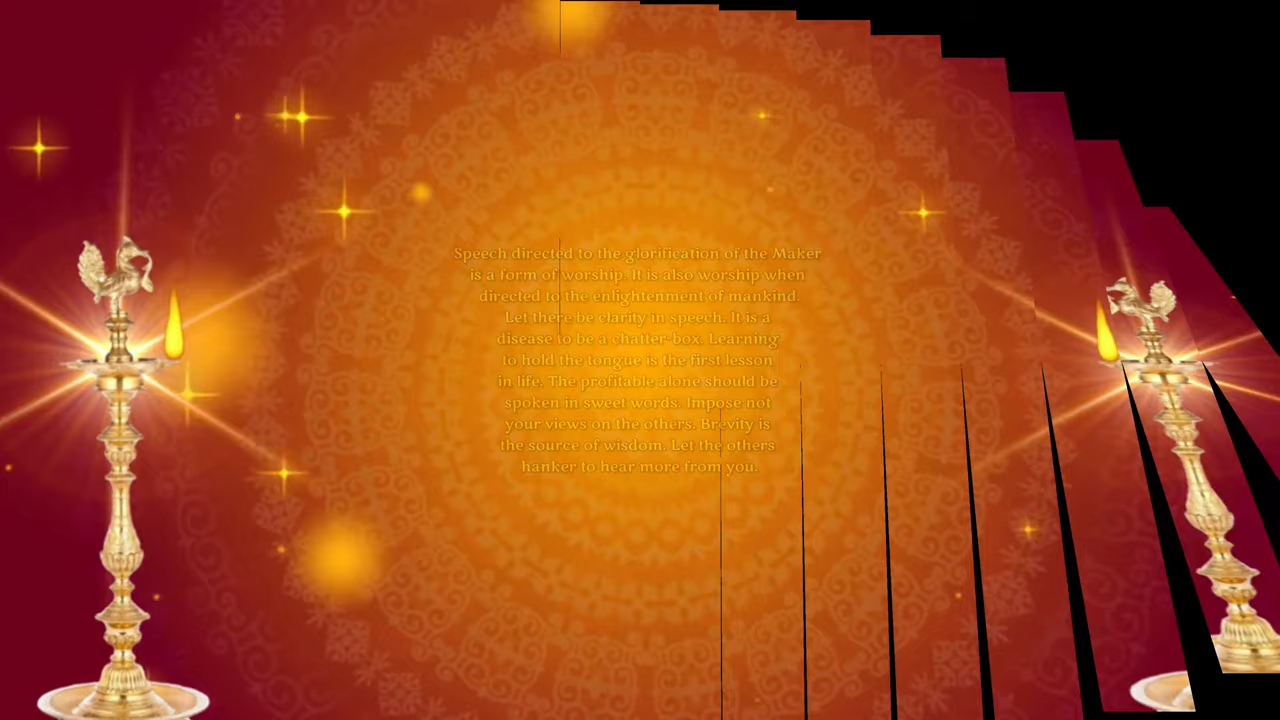 Speech directed to the glorification of the Maker
is a form of worship. It is also worship when
directed to the enlightenment of mankind.
Let there be clarity in speech. It is a
disease to be a chatter-box. Learning
to hold the tongue is the first lesson
in life. The profitable alone should be
spoken in sweet words. Impose not
your views on the others. Brevity is
the source of wisdom. Let the others
hanker to hear more from you.